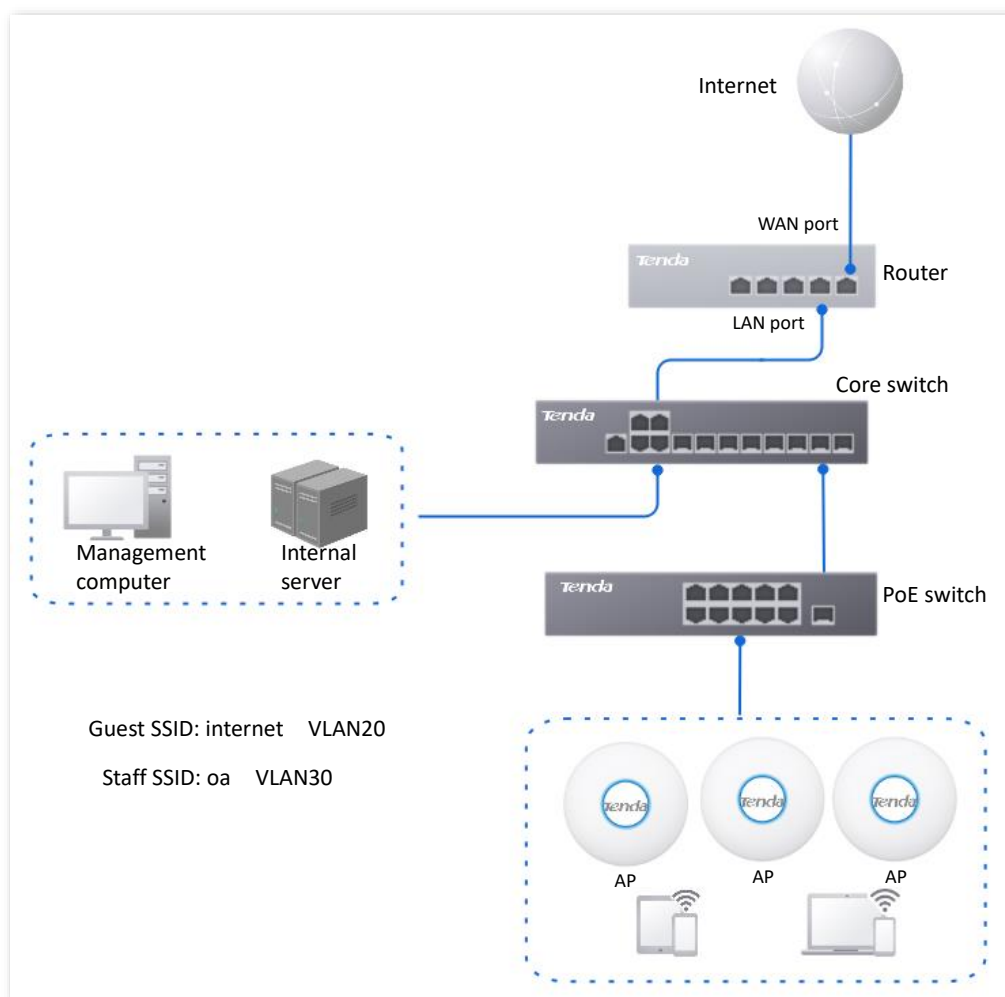 Internet
WAN port
Tenda
Router
LAN port
Core switch
Tenda
Management
computer
Internal
server
Tenda
PoE switch
Guest SSID: internet VLAN20
Staff SSID: oa VLAN30
Tenda
Tenda
Tenda
AP
AP
AP